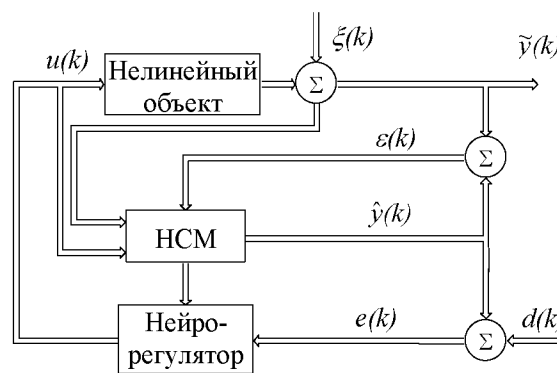 ξ(k)
u(k)
ỹ(k)
Нелинейный
объект
Σ
ε(k)
Σ
НСМ
ŷ(k)
Нейро-
регулятор
e(k)
Σ
d(k)